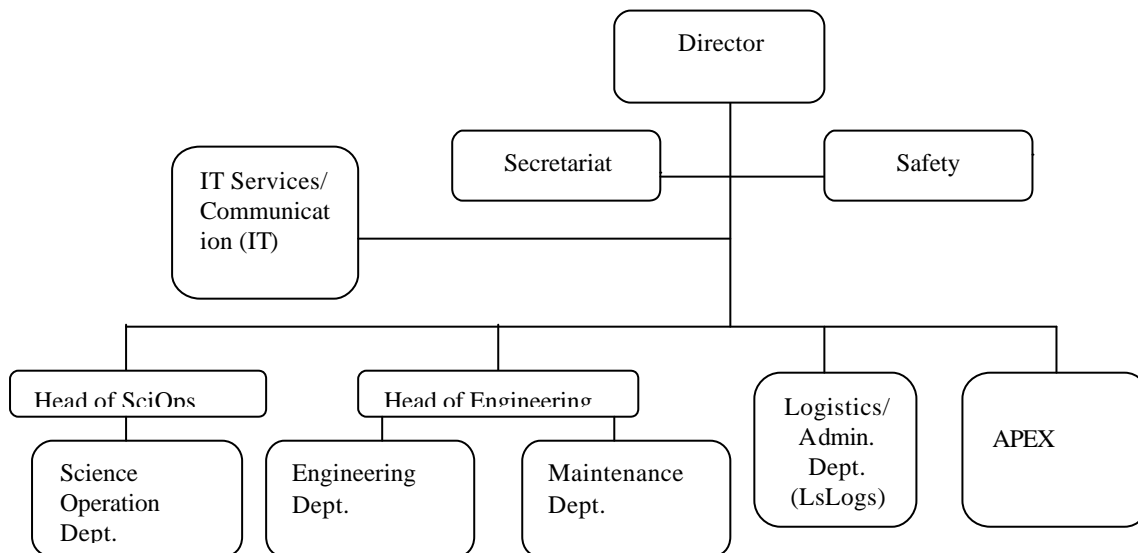 Director
Secretariat
Safety
IT Services/
Communicat
ion (IT)
Head of SciOps
Head of Engineering
Logistics/
Admin.
Dept.
(LsLogs)
APEX
Science
Operation
Dept.
Engineering
Dept.
Maintenance
Dept.